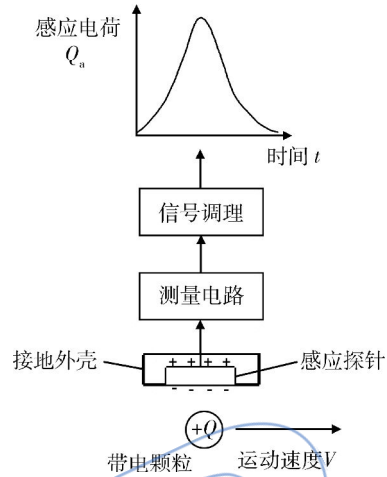 感应电荷
Qa
时间 t
信号调理
测量电路
接地外壳
+ + + +
感应探针
- - - -
+Q
带电颗粒
运动速度V